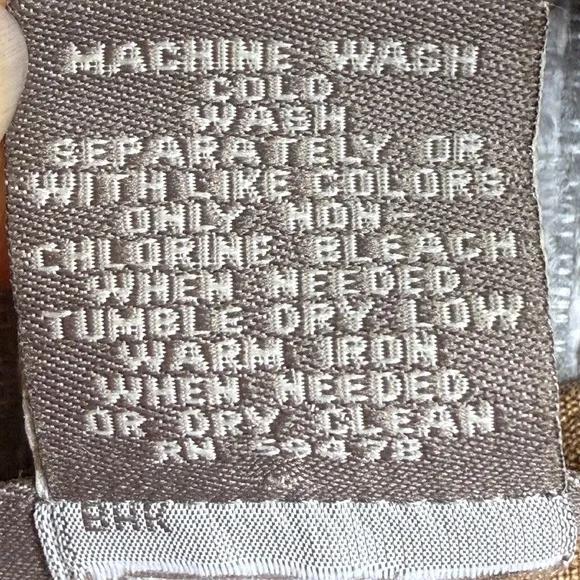 MACHINE WASH
COLD
WASH
SEPARATELY OR
WITH LIKE COLORS
ONLY NON-
CHLORINE BLEACH
WHEN NEEDED
TUMBLE DRY LOW
WARM IRON
WHEN NEEDED
OR DRY CLEAN
RN 59478
BHK